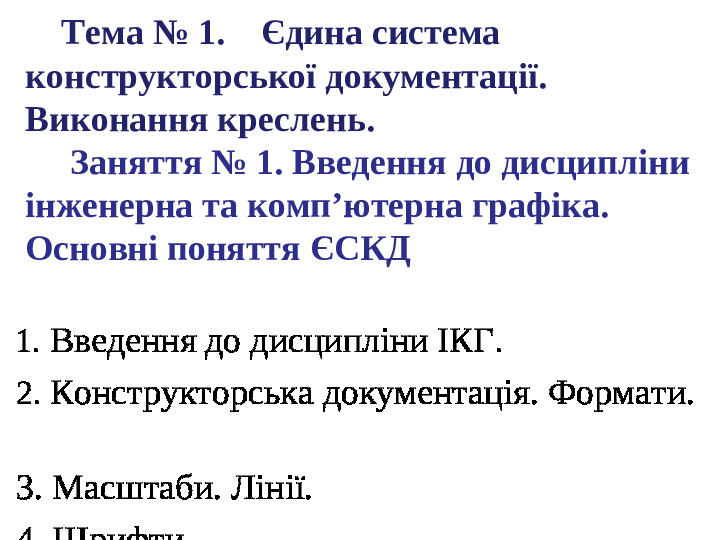 Тема № 1. Єдина система
конструкторської документації.
Виконання креслень.
Заняття № 1. Введення до дисципліни
інженерна та комп’ютерна графіка.
Основні поняття ЄСКД
1. Введення до дисципліни ІКГ.
2. Конструкторська документація. Формати.
3. Масштаби. Лінії.
4. Шрифти